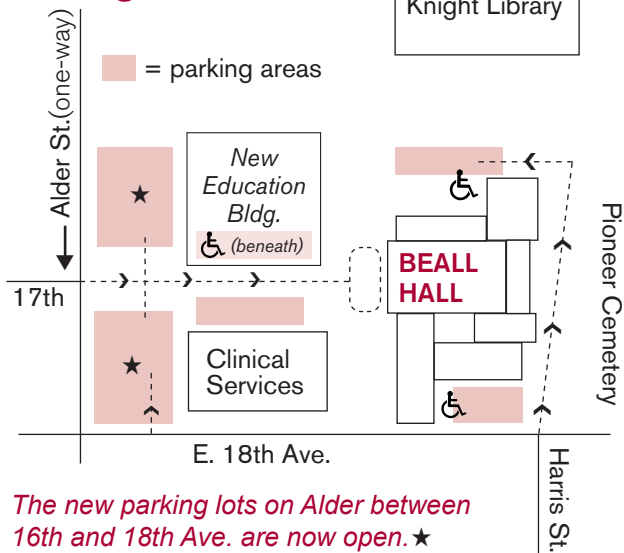 Knight Library
= parking areas
Alder St.(one-way)
New
Education
Bldg.
(beneath)
Pioneer Cemetery
BEALL
HALL
17th
Clinical
Services
E. 18th Ave.
Harris St.
The new parking lots on Alder between
16th and 18th Ave. are now open.★